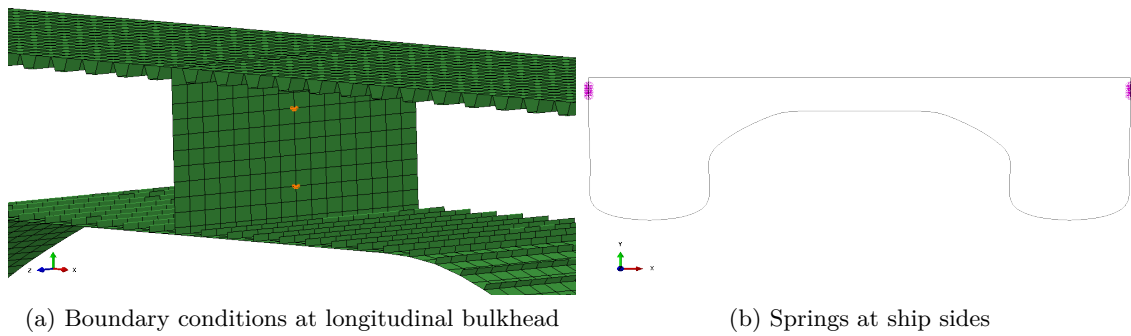 Z
X
Y
X
(a) Boundary conditions at longitudinal bulkhead
(b) Springs at ship sides